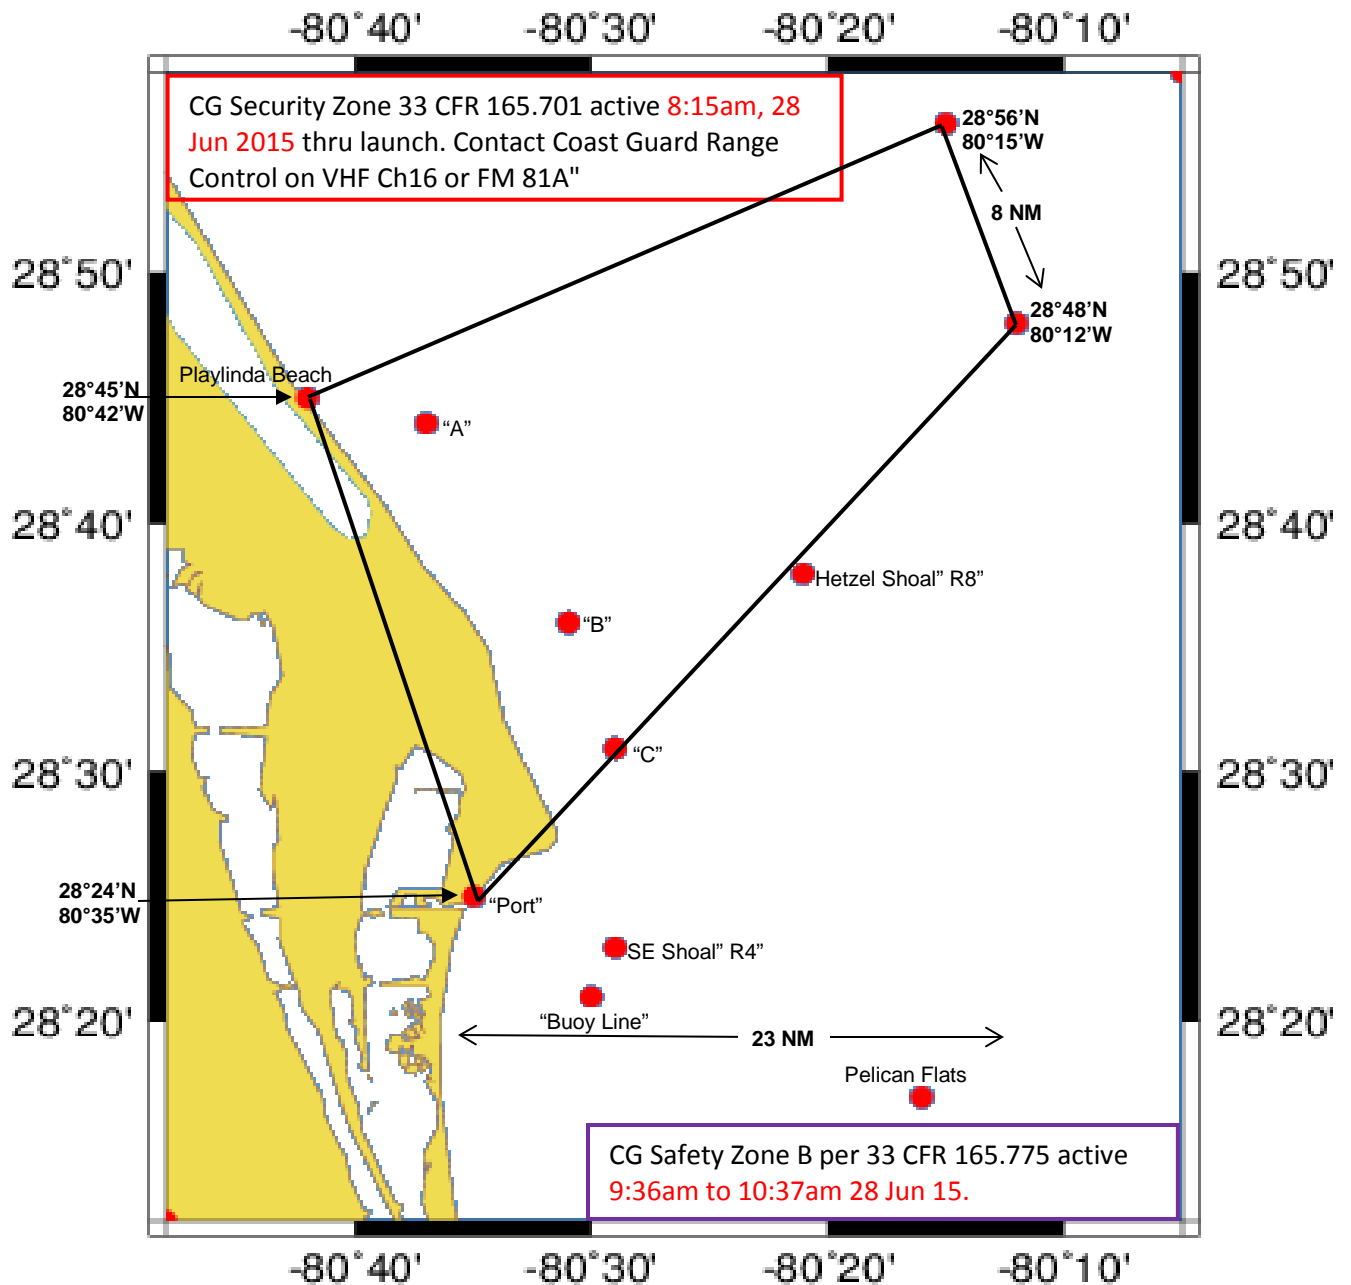 -80°40' -80°30' -80°20' -80°10'
CG Security Zone 33 CFR 165.701 active 8:15am, 28
Jun 2015 thru launch. Contact Coast Guard Range
Control on VHF Ch16 or FM 81A"
28°56’N
80°15’W
8 NM
28°50' 28°50'
28°48’N
80°12’W
Playlinda Beach
28°45’N
80°42’W
“A”
28°40' 28°40'
Hetzel Shoal” R8”
“B”
“C”
28°30' 28°30'
28°24’N
80°35’W
“Port”
SE Shoal” R4”
“Buoy Line”
28°20' 28°20'
23 NM
Pelican Flats
CG Safety Zone B per 33 CFR 165.775 active
9:36am to 10:37am 28 Jun 15.
-80°40' -80°30' -80°20' -80°10'